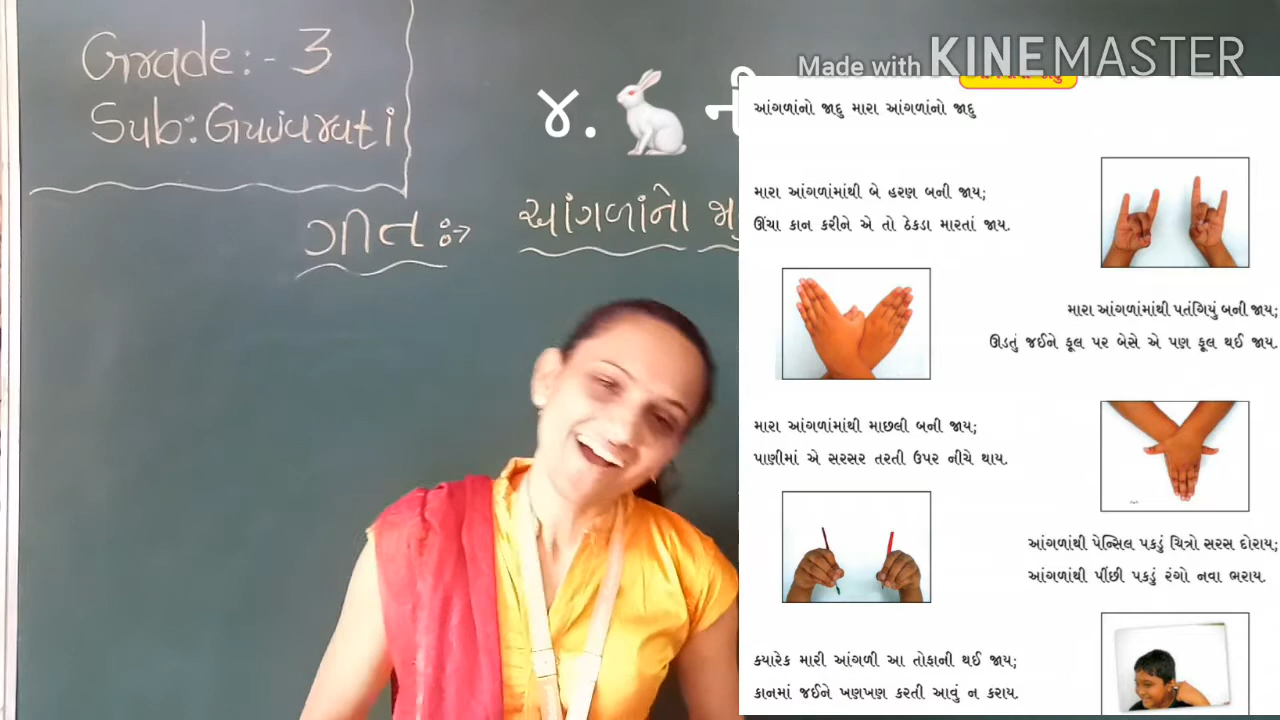 Grade:- 3
Sub: Gujarati
ગીત :→
આંગળાંનો
Made with KINEMASTER
૪.
ની
આંગળાંનો જાદુ મારા આંગળાંનો જાદુ
મારા આંગળાંમાંથી બે હરણ બની જાય;
ઊંચા કાન કરીને એ તો ઠેકડા મારતાં જાય.
મારા આંગળાંમાંથી પતંગિયું બની જાય;
ઊડતું જઈને ફૂલ પર બેસે એ પણ ફૂલ થઈ જાય.
મારા આંગળાંમાંથી માછલી બની જાય;
પાણીમાં એ સરસર તરતી ઉપર નીચે થાય.
આંગળાંથી પેન્સિલ પકડું ચિત્રો સરસ દોરાય;
આંગળાંથી પીંછી પકડું રંગો નવા ભરાય.
ક્યારેક મારી આંગળી આ તોફાની થઈ જાય;
કાનમાં જઈને ખણખણ કરતી આવું ન કરાય.